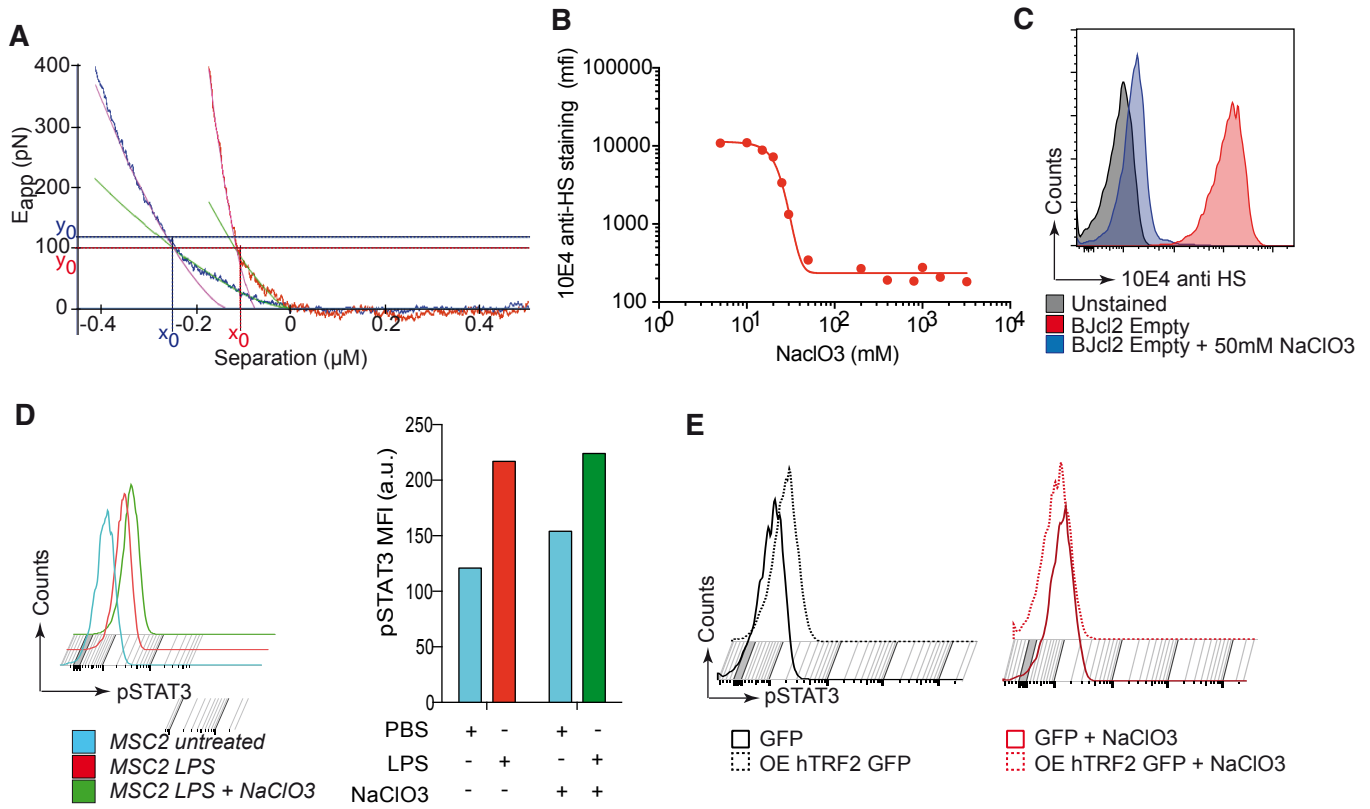 A
Eapp (pN)
400
300
200
100
0
y0
y0
-0.4
-0.2
0
0.2
0.4
x0
x0
Separation (μM)
B
10E4 anti-HS staining (mfi)
100000
10000
1000
100
10^0
10^1
10^2
10^3
10^4
NaclO3 (mM)
C
Counts
10E4 anti HS
Unstained
BJcl2 Empty
BJcl2 Empty + 50mM NaClO3
D
Counts
pSTAT3
MSC2 untreated
MSC2 LPS
MSC2 LPS + NaClO3
pSTAT3 MFI (a.u.)
250
200
150
100
50
0
PBS + - + -
LPS - + - +
NaClO3 - - + +
E
Counts
pSTAT3
GFP
OE hTRF2 GFP
GFP + NaClO3
OE hTRF2 GFP + NaClO3